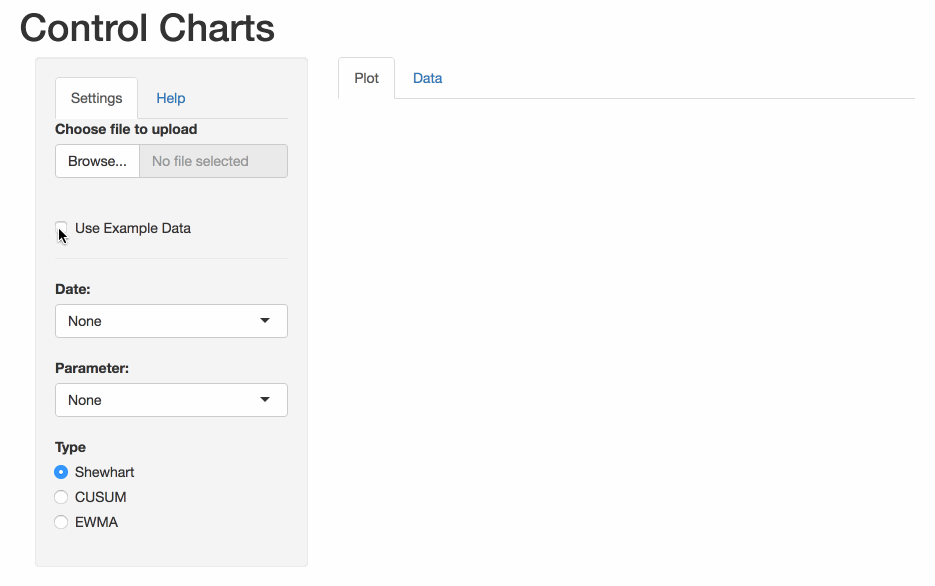 Control Charts
Settings
Help
Choose file to upload
Browse...
No file selected
Use Example Data
Date:
None
Parameter:
None
Type
Shewhart
CUSUM
EWMA
Plot
Data